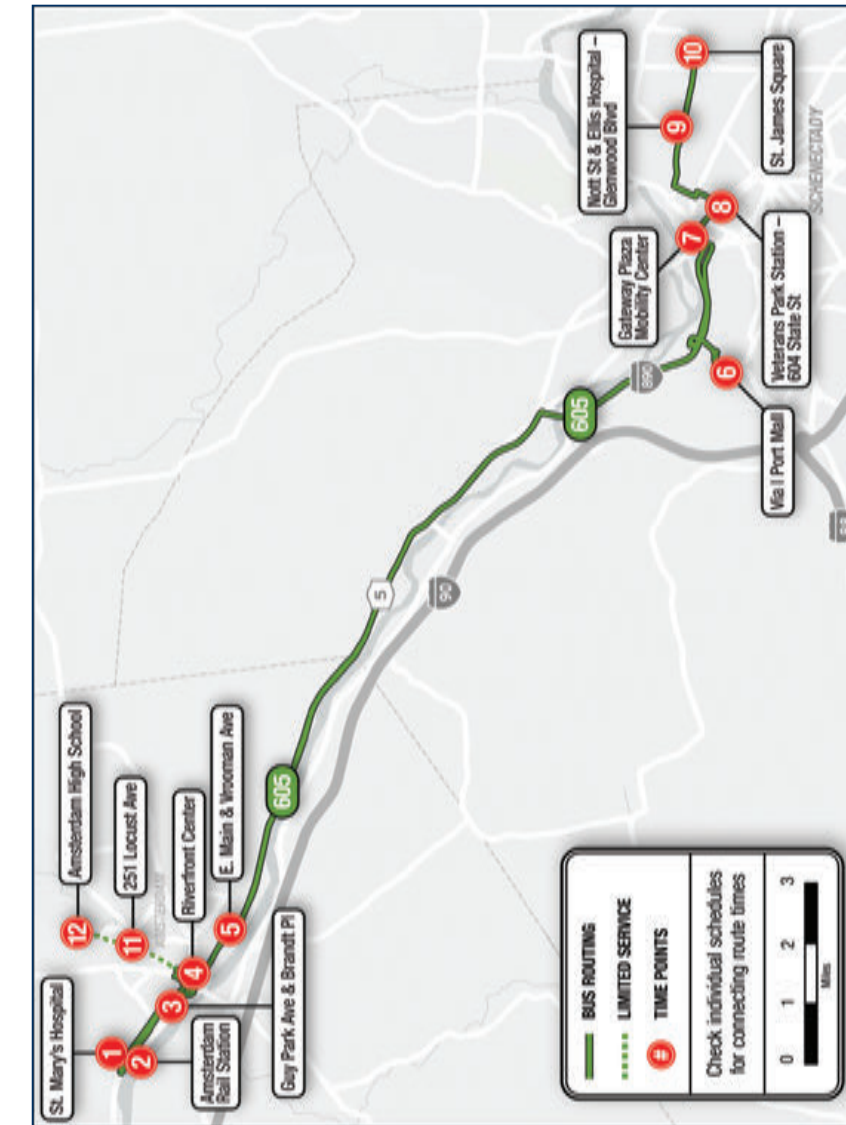 St. Mary's Hospital
1
2
Amsterdam
Rail Station
3
Guy Park Ave & Brandt Pl
4
Riverfront Center
5
E. Main & Vrooman Ave
11
251 Locust Ave
12
Amsterdam High School
AMSTERDAM
605
5
90
605
890
6
Via | Port Mall
7
Gateway Plaza
Mobility Center
8
Veterans Park Station –
604 State St
9
Nott St & Ellis Hospital –
Glenwood Blvd
10
St. James Square
SCHENECTADY
BUS ROUTING
LIMITED SERVICE
# TIME POINTS
Check individual schedules
for connecting route times
0 1 2 3
Miles